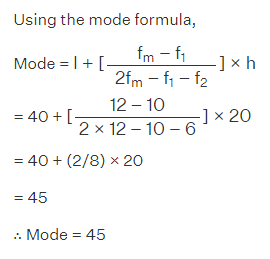 Using the mode formula,
Mode = l + [ (fₘ – f₁) / (2fₘ – f₁ – f₂) ] × h
= 40 + [ (12 – 10) / (2 × 12 – 10 – 6) ] × 20
= 40 + (2/8) × 20
= 45
∴ Mode = 45